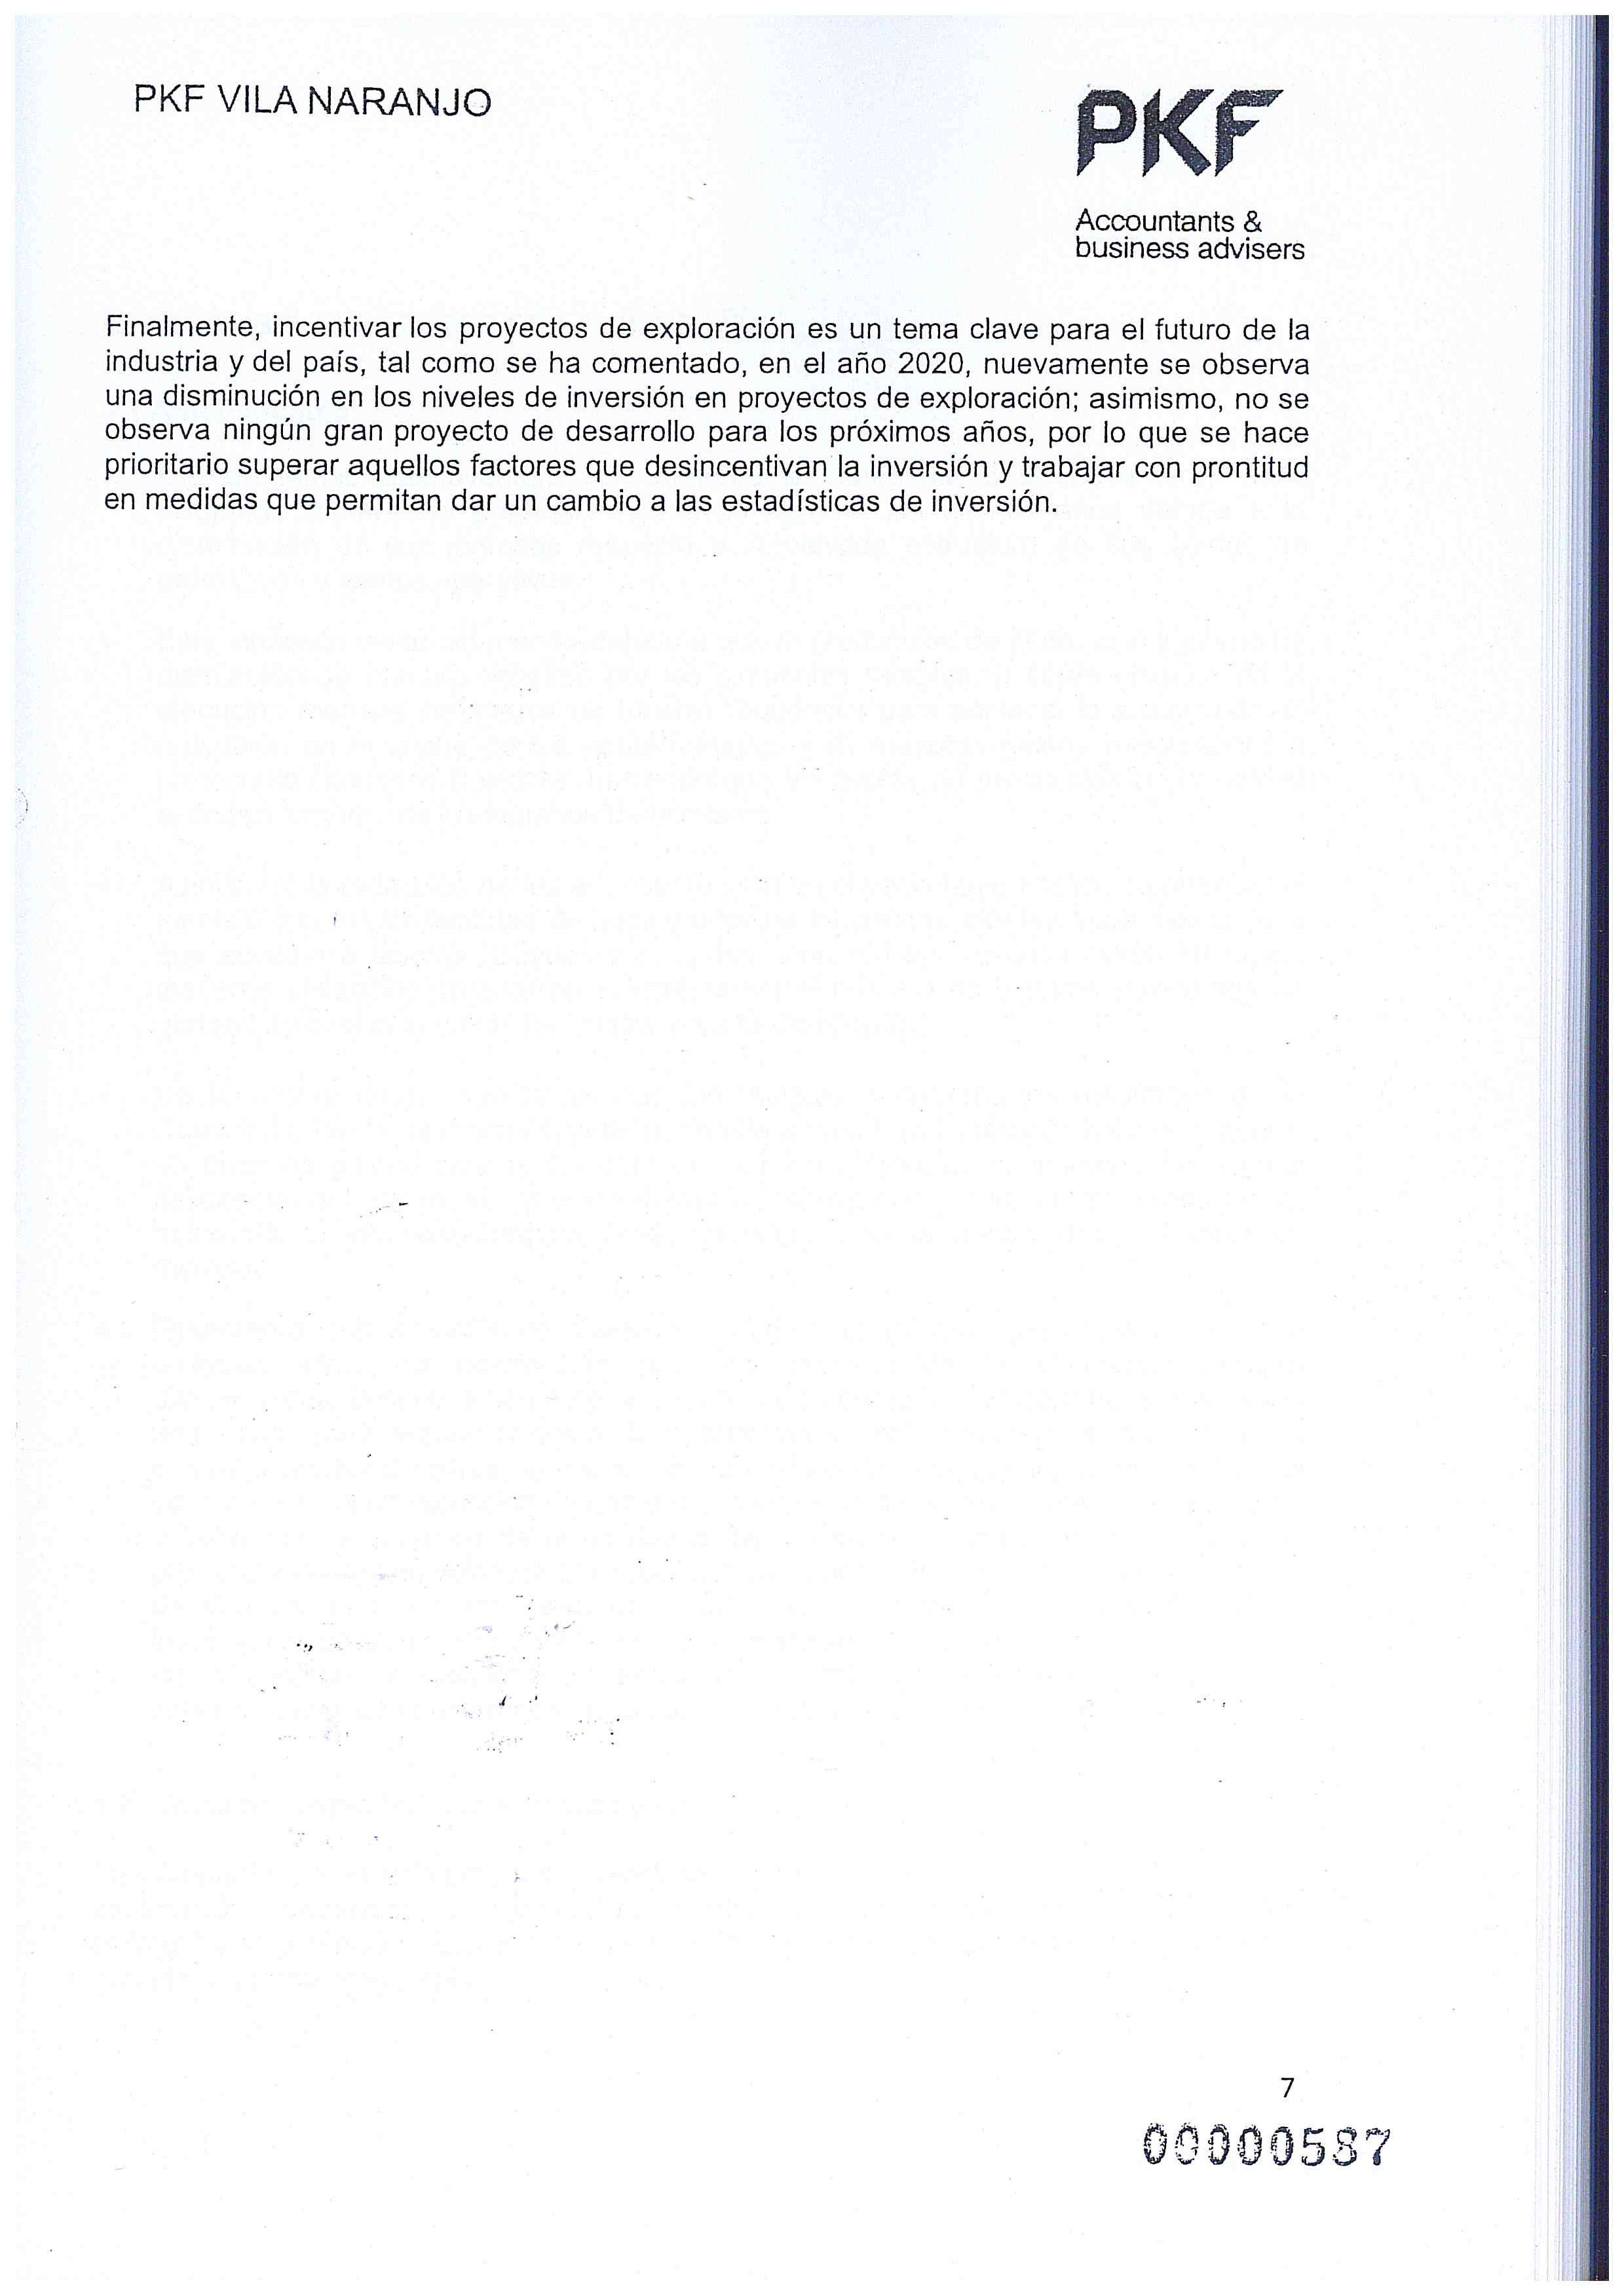 PKF VILA NARANJO
PKF
Accountants &
business advisers
Finalmente, incentivar los proyectos de exploración es un tema clave para el futuro de la
industria y del país, tal como se ha comentado, en el año 2020, nuevamente se observa
una disminución en los niveles de inversión en proyectos de exploración; asimismo, no se
observa ningún gran proyecto de desarrollo para los próximos años, por lo que se hace
prioritario superar aquellos factores que desincentivan la inversión y trabajar con prontitud
en medidas que permitan dar un cambio a las estadísticas de inversión.
7
00000587